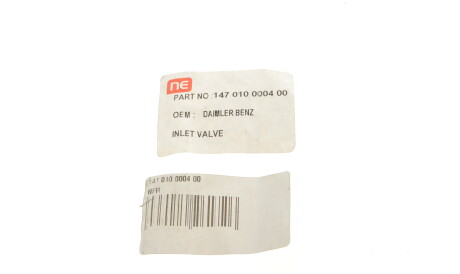 ne
PART NO :147 010 0004 00
OEM : DAIMLER BENZ
INLET VALVE
010 0004 00